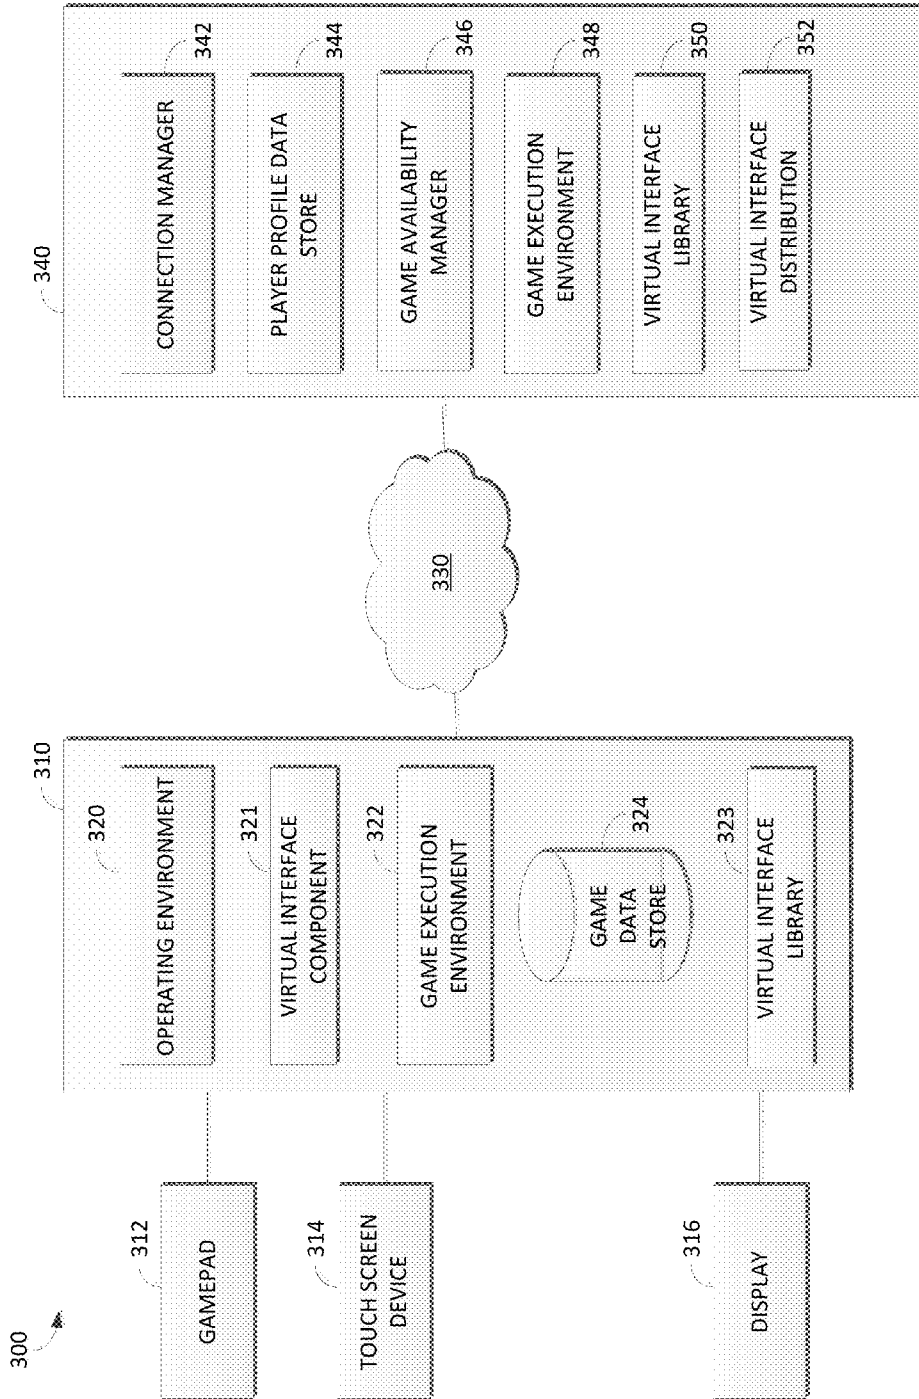 300
312
GAMEPAD
314
TOUCH SCREEN
DEVICE
316
DISPLAY
310
320
OPERATING ENVIRONMENT
321
VIRTUAL INTERFACE
COMPONENT
322
GAME EXECUTION
ENVIRONMENT
324
GAME
DATA
STORE
323
VIRTUAL INTERFACE
LIBRARY
330
340
CONNECTION MANAGER
342
PLAYER PROFILE DATA
STORE
344
GAME AVAILABILITY
MANAGER
346
GAME EXECUTION
ENVIRONMENT
348
VIRTUAL INTERFACE
LIBRARY
350
VIRTUAL INTERFACE
DISTRIBUTION
352